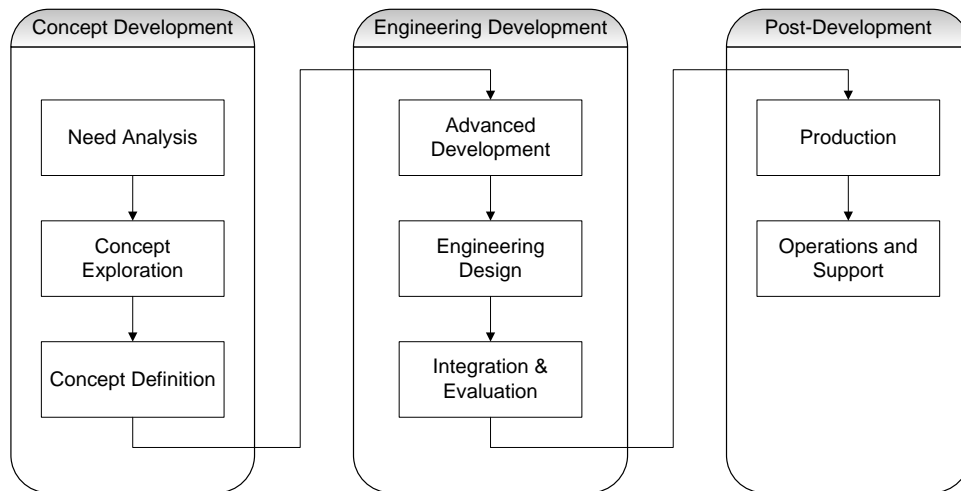 Concept Development
Need Analysis
Concept
Exploration
Concept Definition
Engineering Development
Advanced
Development
Engineering
Design
Integration &
Evaluation
Post-Development
Production
Operations and
Support